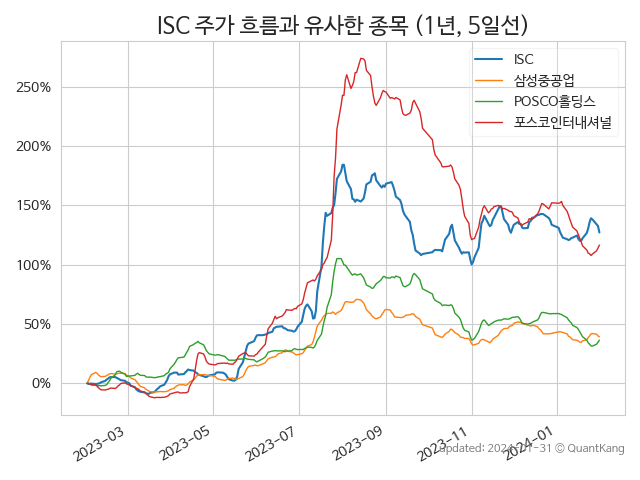 ISC 주가 흐름과 유사한 종목 (1년, 5일선)
ISC
삼성중공업
POSCO홀딩스
포스코인터내셔널
250%
200%
150%
100%
50%
0%
2023-03
2023-05
2023-07
2023-09
2023-11
2024-01
updated: 2024-01-31 © QuantKang